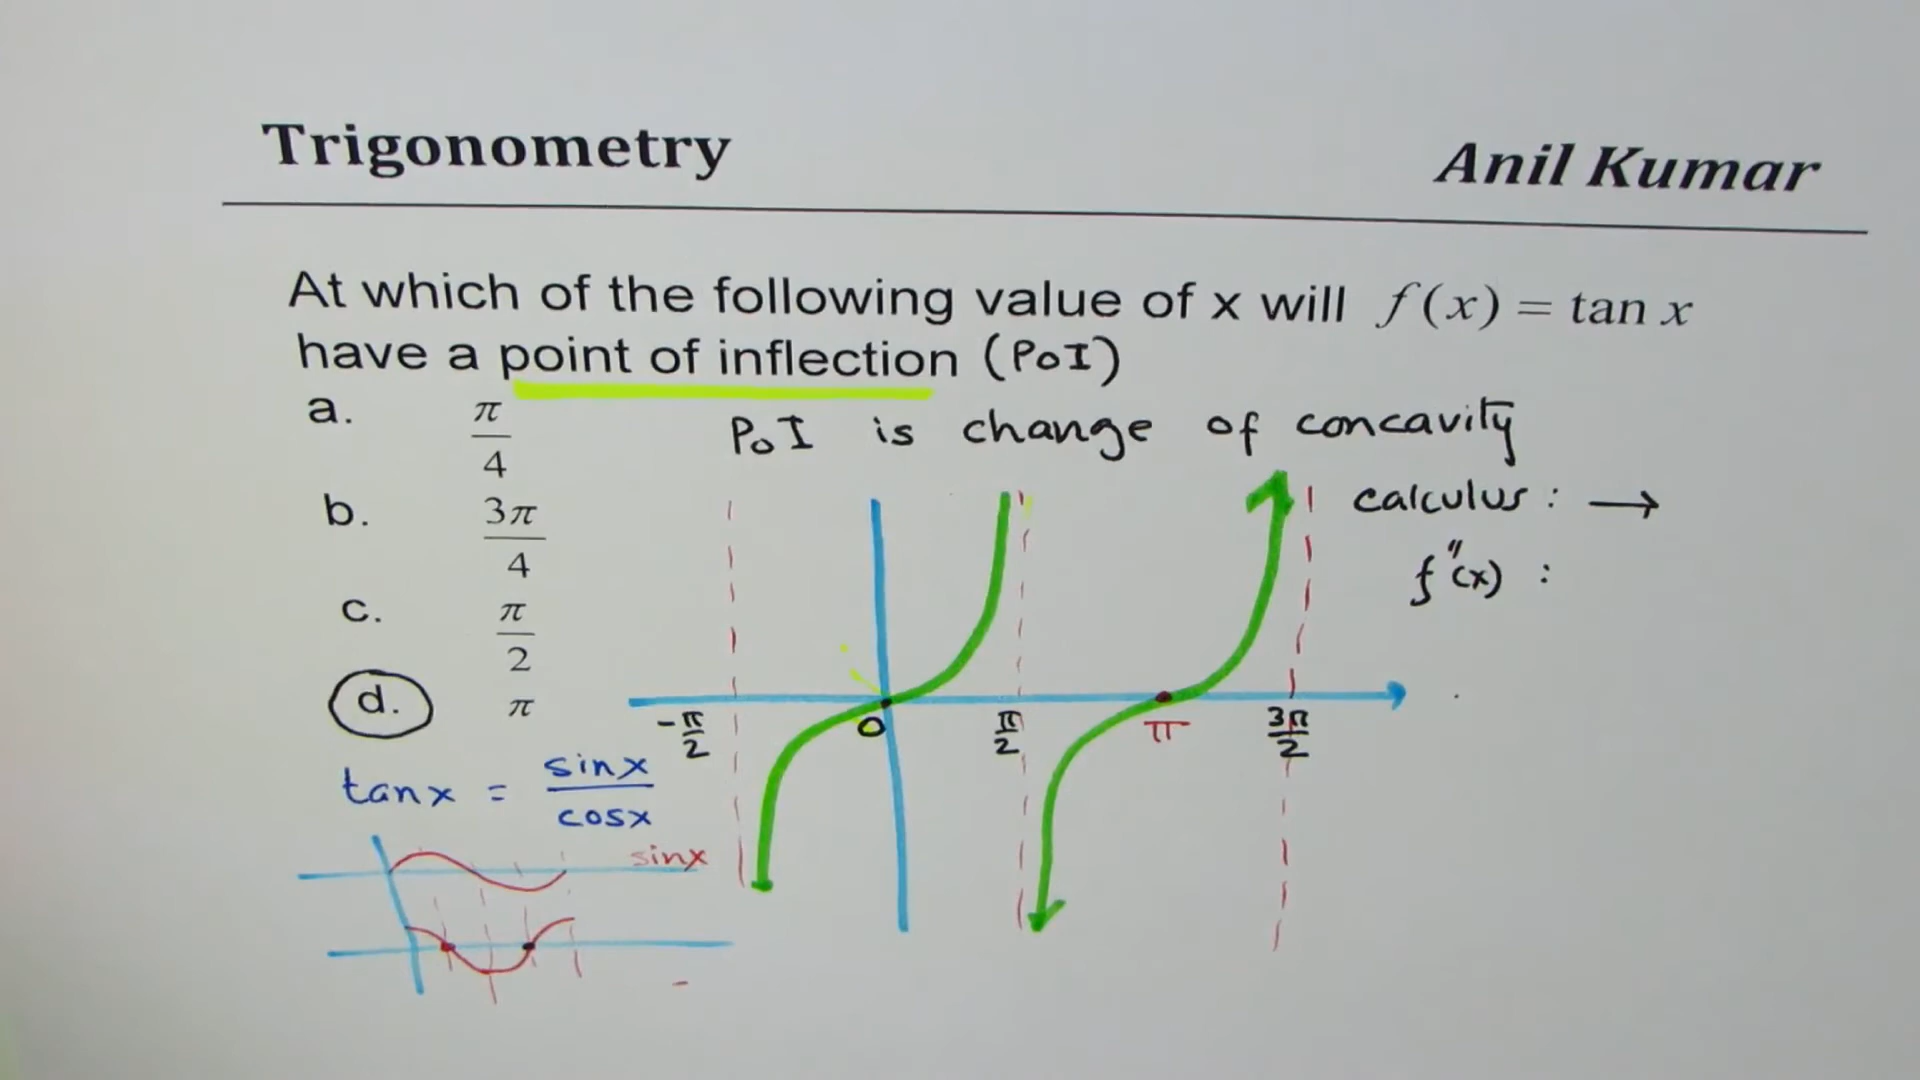 Trigonometry Anil Kumar
At which of the following value of x will f(x) = tan x
have a point of inflection (PoI)
a. π/4
PoI is change of concavity
calculus : →
b. 3π/4
f"(x) :
c. π/2
d. π
-π/2 0 π/2 π 3π/2
tanx = sinx/cosx
sinx